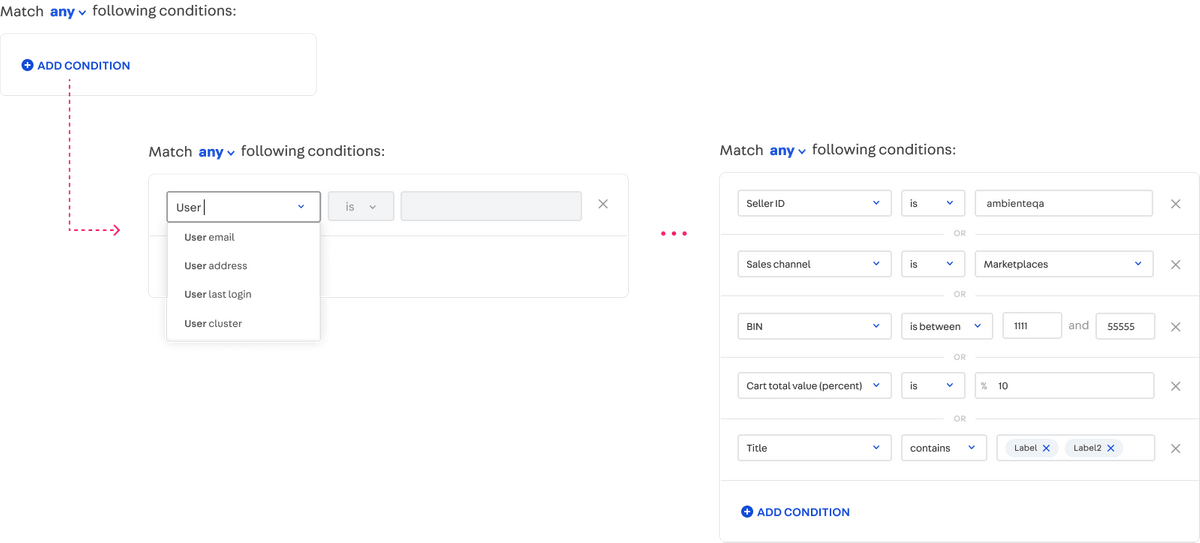 Match any following conditions:
ADD CONDITION
Match any following conditions:
User is
User email
User address
User last login
User cluster
Match any following conditions:
Seller ID is ambienteqa
OR
Sales channel is Marketplaces
OR
BIN is between 1111 and 55555
OR
Cart total value (percent) is % 10
OR
Title contains Label Label2
ADD CONDITION